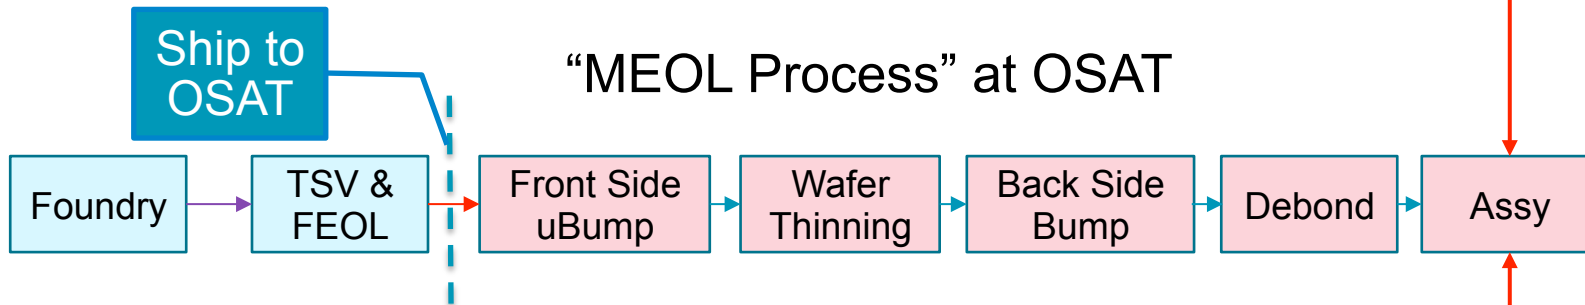 Ship to
OSAT
“MEOL Process” at OSAT
Foundry
TSV &
FEOL
Front Side
uBump
Wafer
Thinning
Back Side
Bump
Debond
Assy